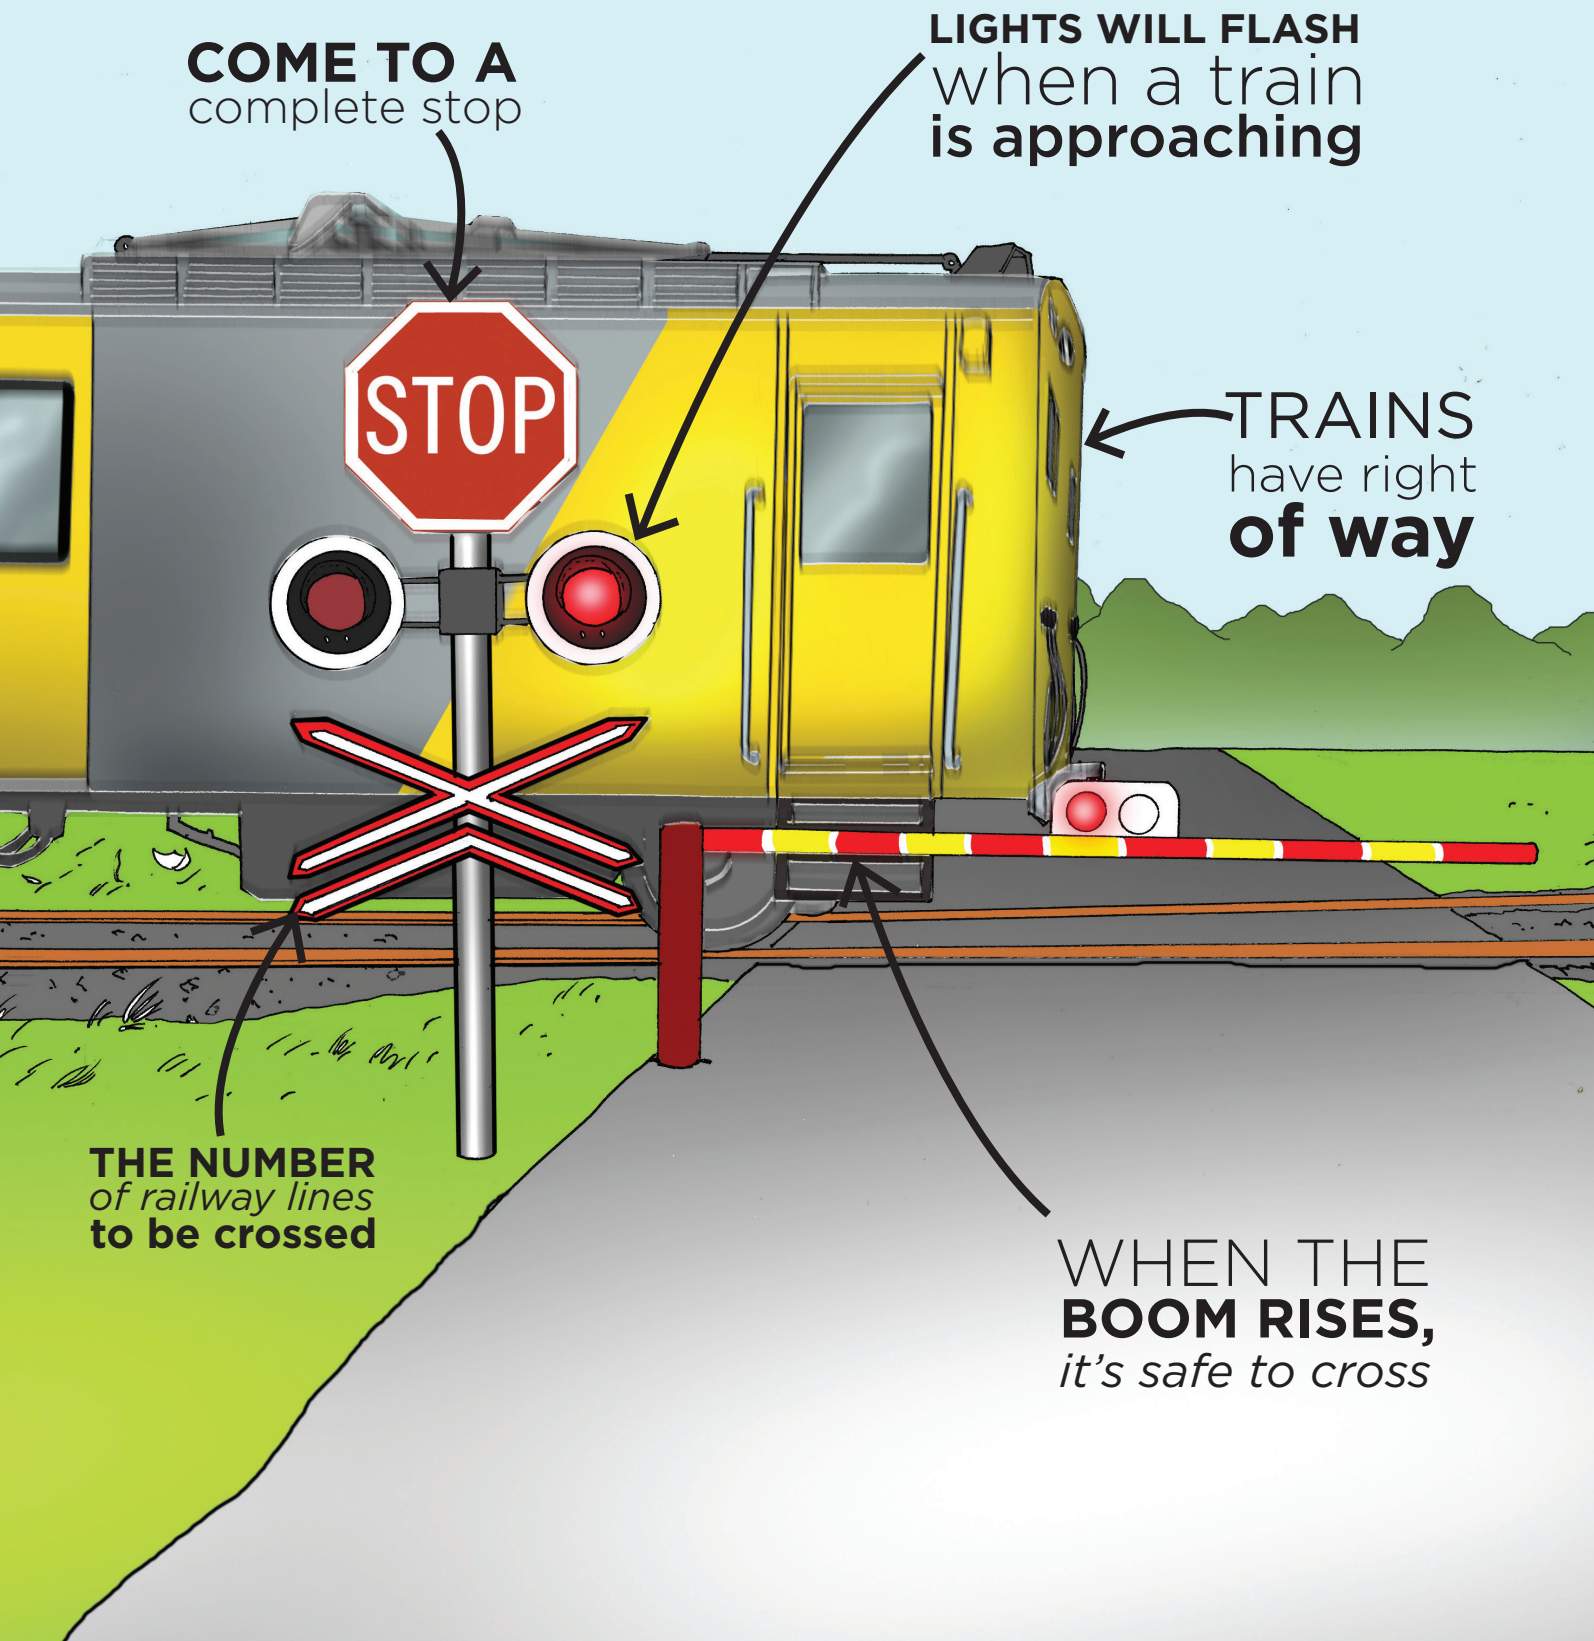 COME TO A
complete stop
LIGHTS WILL FLASH
when a train
is approaching
STOP
TRAINS
have right
of way
THE NUMBER
of railway lines
to be crossed
WHEN THE
BOOM RISES,
it's safe to cross